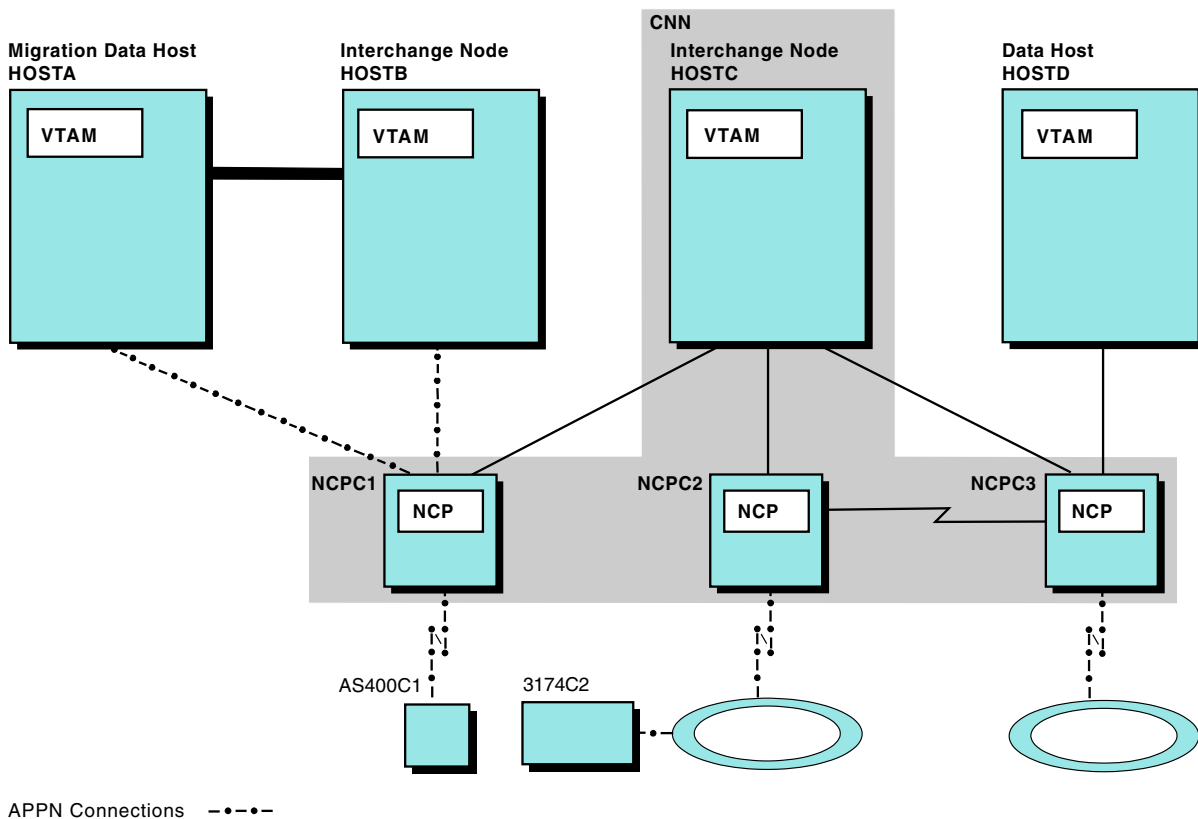 CNN
Migration Data Host
HOSTA
Interchange Node
HOSTB
Interchange Node
HOSTC
Data Host
HOSTD
VTAM
VTAM
VTAM
VTAM
NCPC1
NCPC2
NCPC3
NCP
NCP
NCP
AS400C1
3174C2
APPN Connections